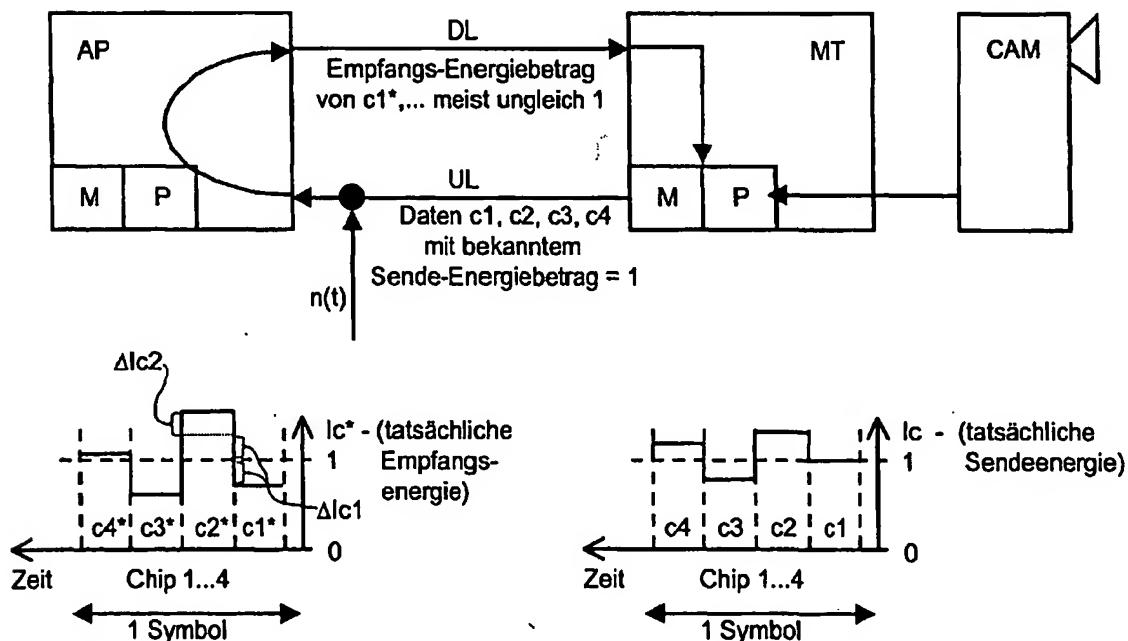 AP
DL
MT
CAM
Empfangs-Energiebetrag
von c1*,... meist ungleich 1
M P
UL
M P
Daten c1, c2, c3, c4
mit bekanntem
Sende-Energiebetrag = 1
n(t)
ΔIc2
Ic* - (tatsächliche
Empfangs-
energie)
1
ΔIc1
c4* c3* c2* c1*
0
Zeit
Chip 1...4
1 Symbol
Ic - (tatsächliche
Sendeenergie)
1
c4 c3 c2 c1
0
Zeit
Chip 1...4
1 Symbol